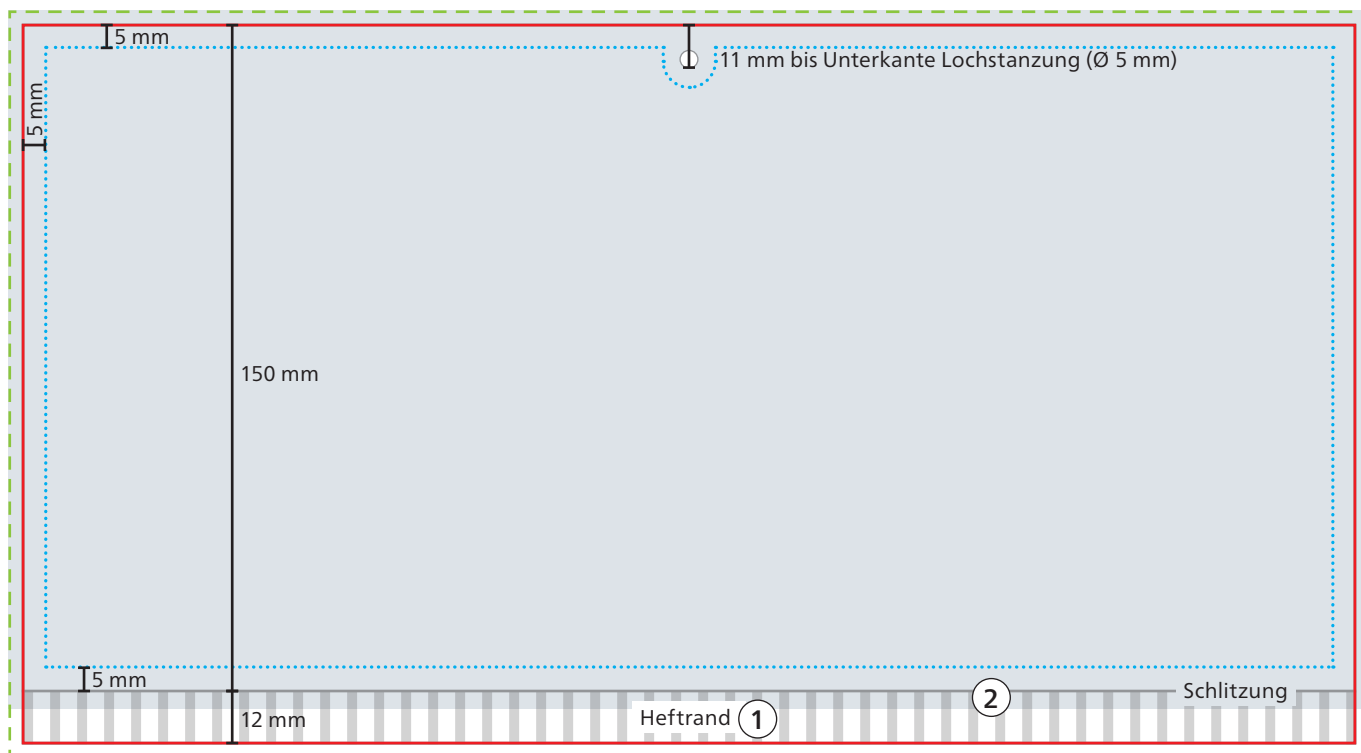 5 mm
11 mm bis Unterkante Lochstanzung (Ø 5 mm)
5 mm
150 mm
5 mm
Schlitzung
2
12 mm
Heftrand 1